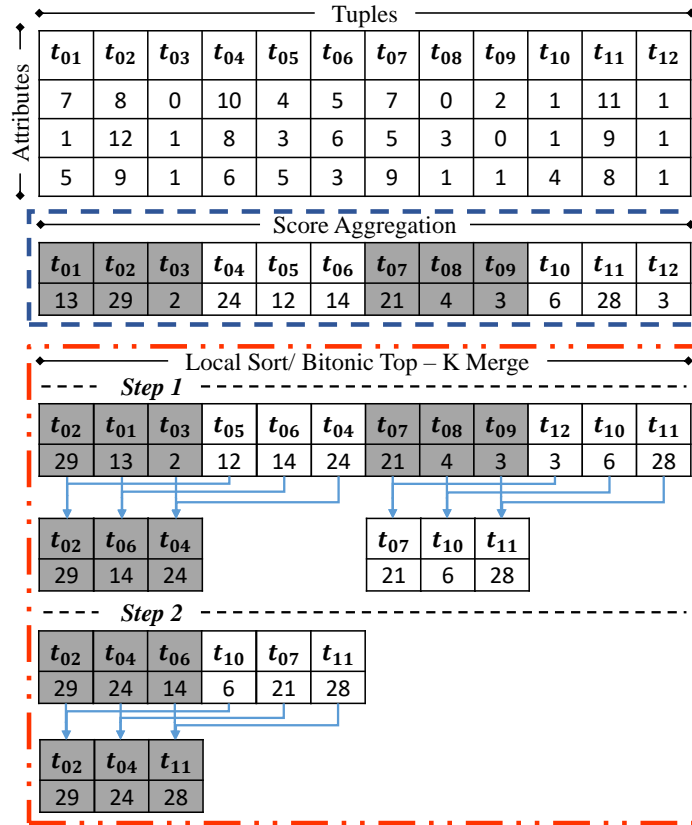 Tuples
Attributes
t01 t02 t03 t04 t05 t06 t07 t08 t09 t10 t11 t12
7 8 0 10 4 5 7 0 2 1 11 1
1 12 1 8 3 6 5 3 0 1 9 1
5 9 1 6 5 3 9 1 1 4 8 1
Score Aggregation
t01 t02 t03 t04 t05 t06 t07 t08 t09 t10 t11 t12
13 29 2 24 12 14 21 4 3 6 28 3
Local Sort/ Bitonic Top – K Merge
Step 1
t02 t01 t03 t05 t06 t04 t07 t08 t09 t12 t10 t11
29 13 2 12 14 24 21 4 3 3 6 28
t02 t06 t04 t07 t10 t11
29 14 24 21 6 28
Step 2
t02 t04 t06 t10 t07 t11
29 24 14 6 21 28
t02 t04 t11
29 24 28